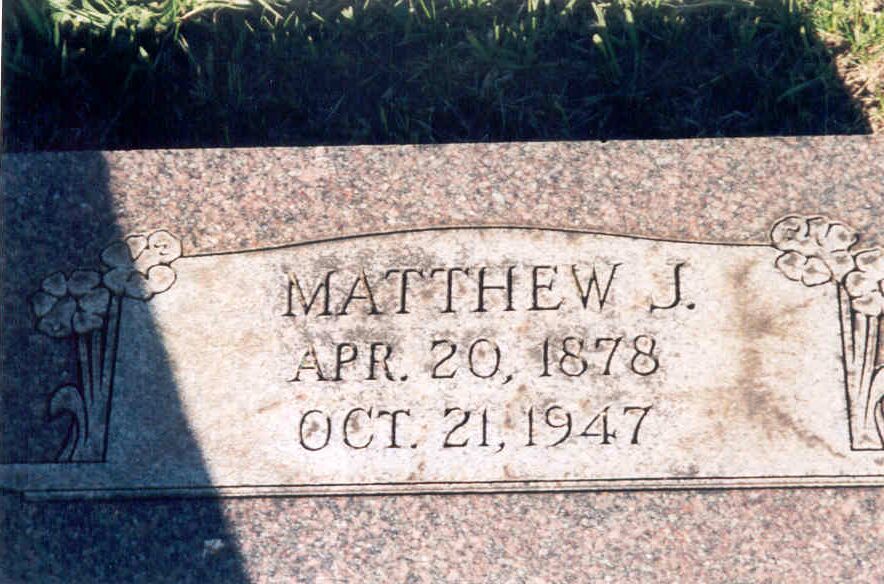 MATTHEW J.
APR. 20, 1878
OCT. 21, 1947